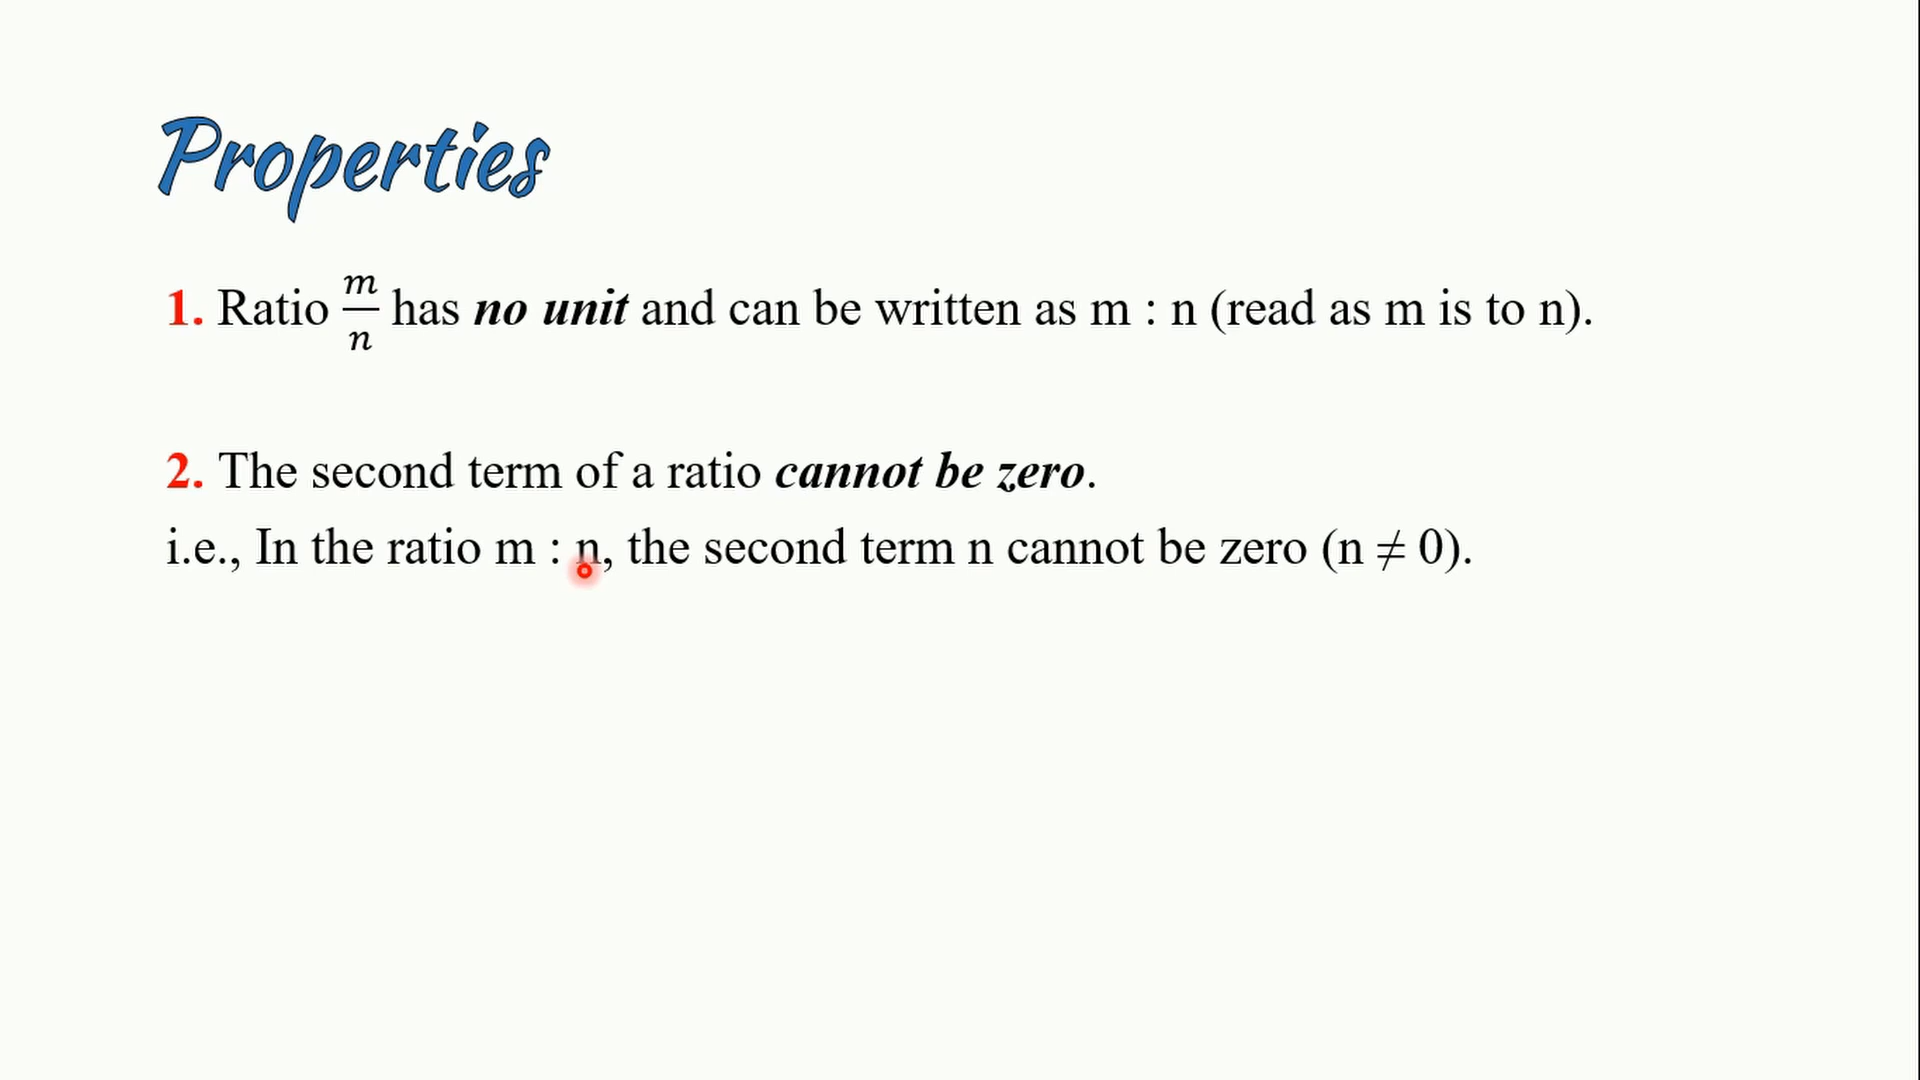 Properties
1. Ratio m/n has no unit and can be written as m : n (read as m is to n).
2. The second term of a ratio cannot be zero.
i.e., In the ratio m : n, the second term n cannot be zero (n ≠ 0).